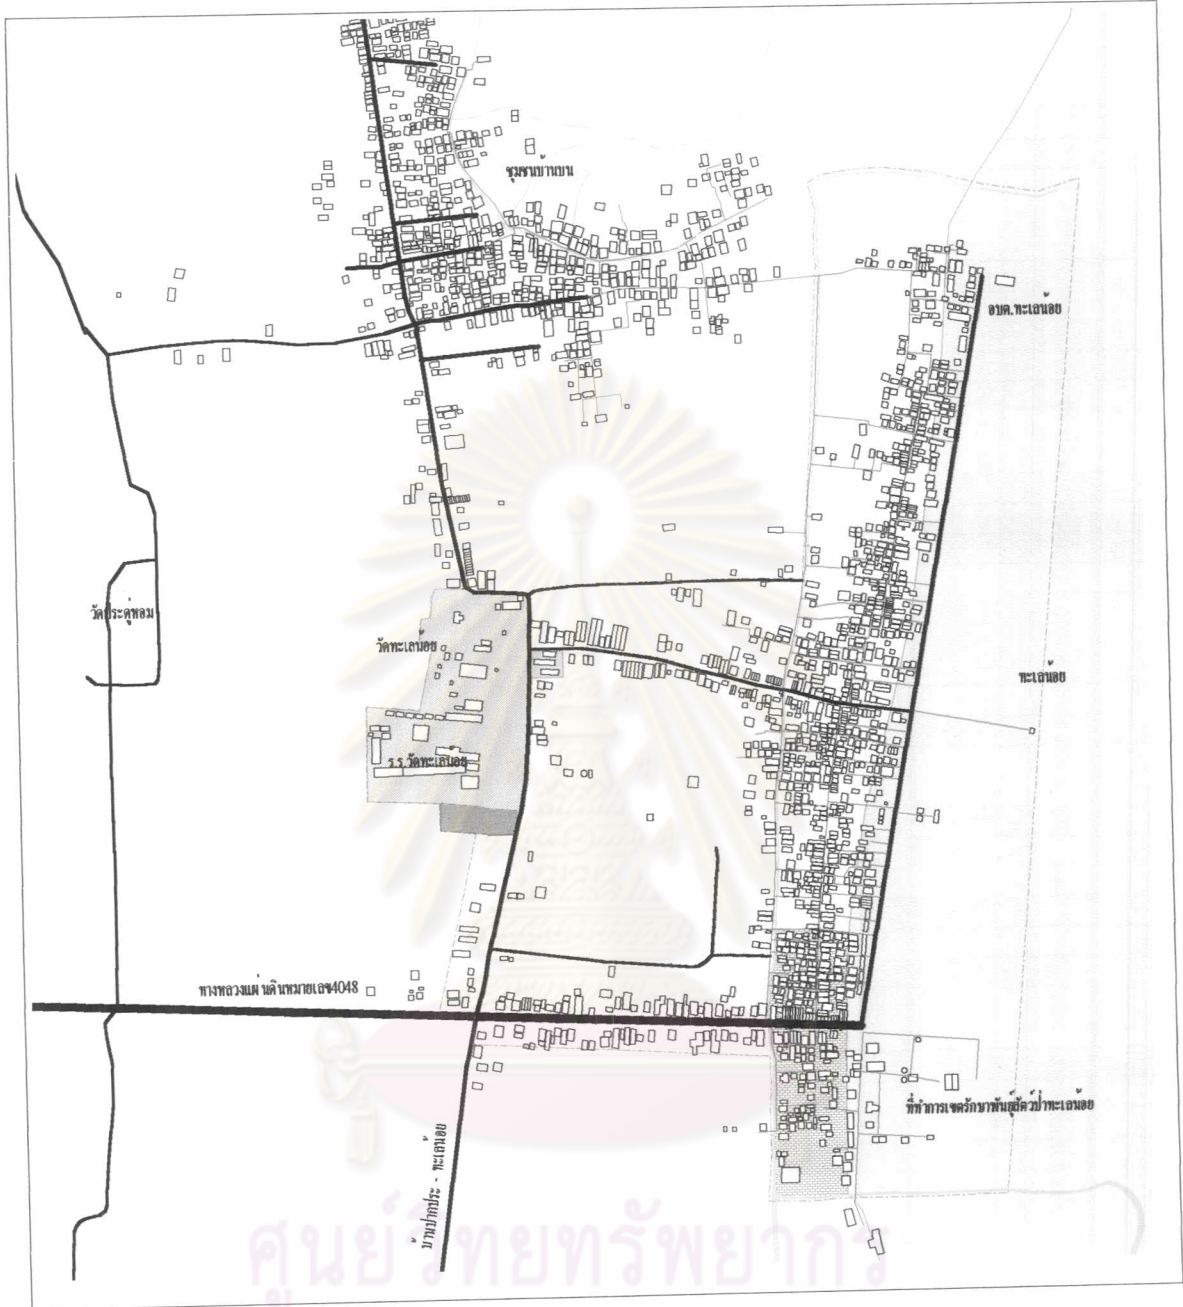 ชุมชนบ้านบน
อบต.ทะเลน้อย
วัดประดู่หอม
วัดทะเลน้อย
ทะเลน้อย
ร.ร.วัดทะเลน้อย
ทางหลวงแผ่นดินหมายเลข4048
ที่ทำการเขตรักษาพันธุ์สัตว์ป่าทะเลน้อย
บ้านปากประ - ทะเลน้อย
ศูนย์วิทยทรัพยากร